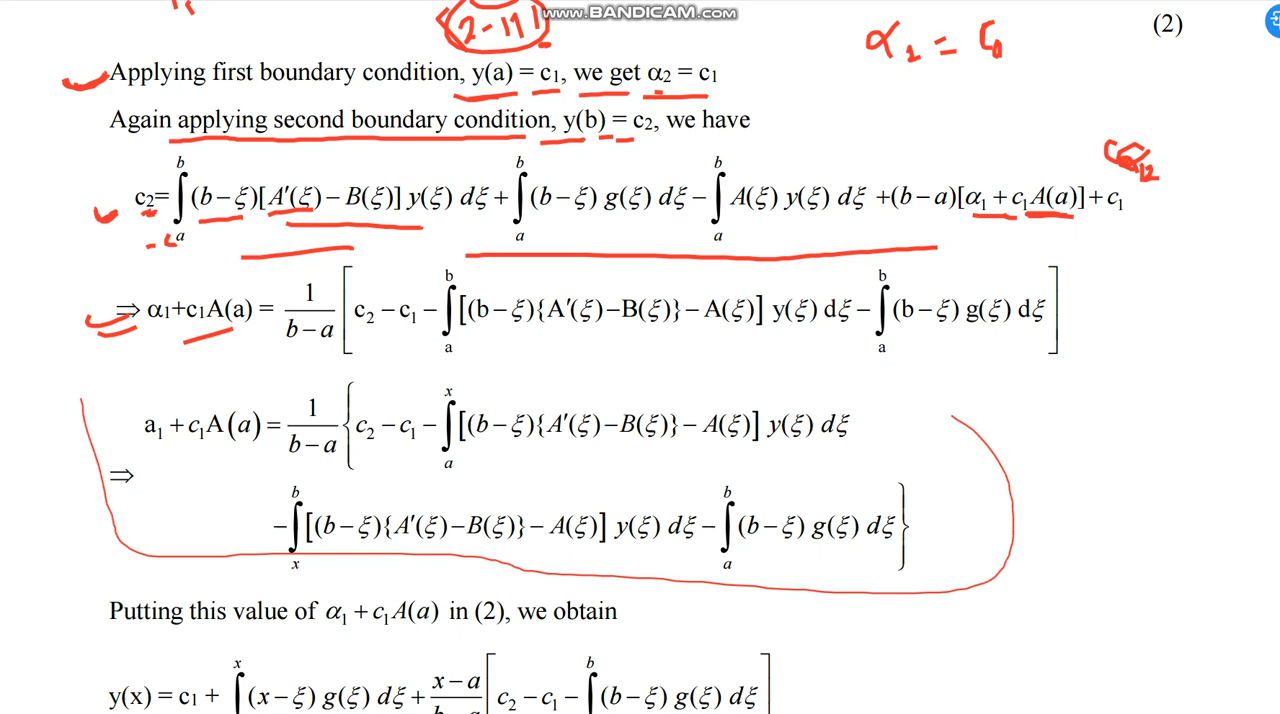 www.BANDICAM.com
2-11
(2)
α₁ = c₁
Applying first boundary condition, y(a) = c₁, we get α₂ = c₁
Again applying second boundary condition, y(b) = c₂, we have
c₂= ∫ₐᵇ (b−ξ)[A′(ξ)−B(ξ)] y(ξ) dξ + ∫ₐᵇ (b−ξ) g(ξ) dξ − ∫ₐᵇ A(ξ) y(ξ) dξ +(b−a)[α₁ + c₁A(a)] + c₁
⇒ α₁+c₁A(a) = 1/(b−a) [ c₂ − c₁ − ∫ₐᵇ [(b−ξ){A′(ξ)−B(ξ)}−A(ξ)] y(ξ) dξ − ∫ₐᵇ (b−ξ) g(ξ) dξ ]
a₁ + c₁A(a) = 1/(b−a) { c₂ − c₁ − ∫ₐˣ [(b−ξ){A′(ξ)−B(ξ)}−A(ξ)] y(ξ) dξ
⇒
− ∫ₓᵇ [(b−ξ){A′(ξ)−B(ξ)}−A(ξ)] y(ξ) dξ − ∫ₐᵇ (b−ξ) g(ξ) dξ }
Putting this value of α₁ + c₁A(a) in (2), we obtain
y(x) = c₁ + ∫ˣ (x−ξ) g(ξ) dξ + (x−a)/b [ c₂ − c₁ − ∫ᵇ (b−ξ) g(ξ) dξ ]